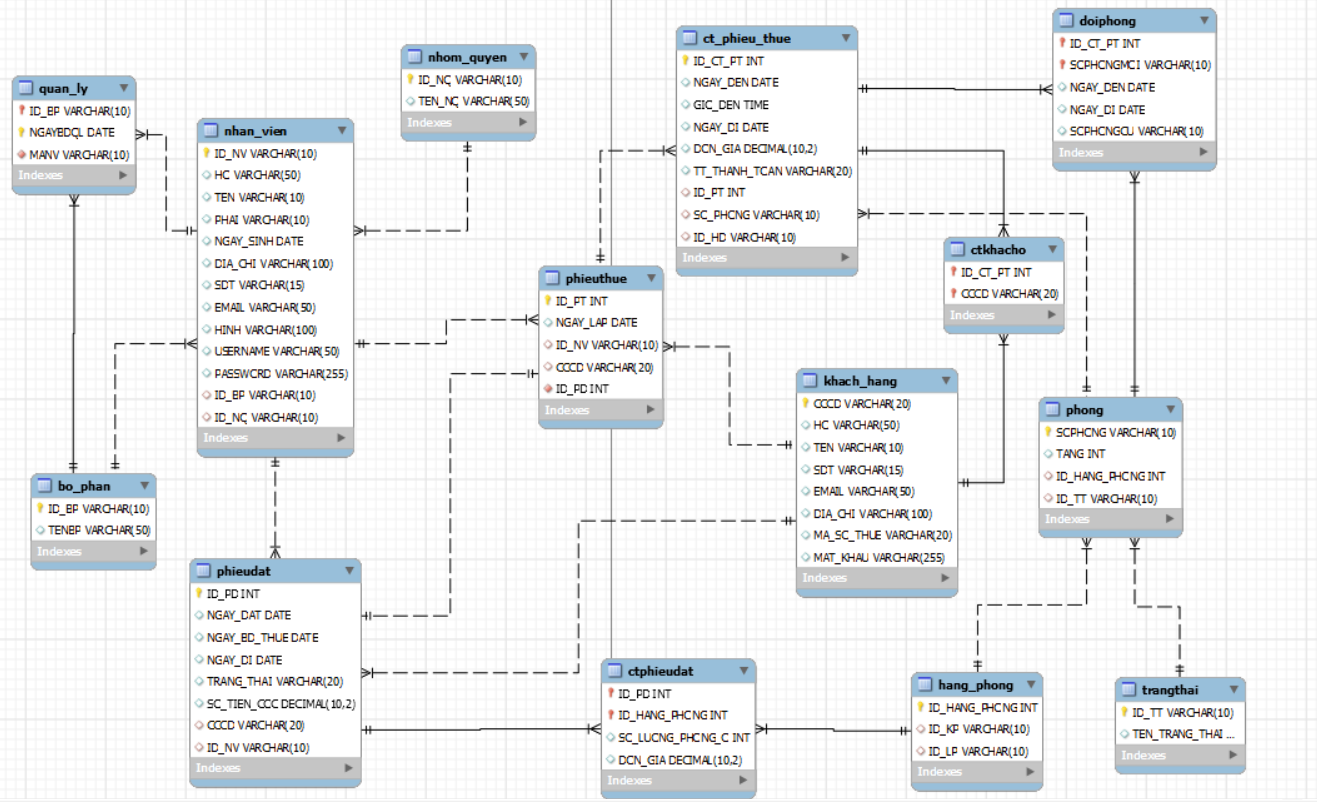 quan_ly
ID_BP VARCHAR(10)
NGAYBDQL DATE
MANV VARCHAR(10)
Indexes
nhan_vien
ID_NV VARCHAR(10)
HO VARCHAR(50)
TEN VARCHAR(10)
PHAI VARCHAR(10)
NGAY_SINH DATE
DIA_CHI VARCHAR(100)
SDT VARCHAR(15)
EMAIL VARCHAR(50)
HINH VARCHAR(100)
USERNAME VARCHAR(50)
PASSWORD VARCHAR(255)
ID_BP VARCHAR(10)
ID_NQ VARCHAR(10)
Indexes
nhom_quyen
ID_NQ VARCHAR(10)
TEN_NQ VARCHAR(50)
Indexes
ct_phieu_thue
ID_CT_PT INT
NGAY_DEN DATE
GIO_DEN TIME
NGAY_DI DATE
DON_GIA DECIMAL(10,2)
TT_THANH_TOAN VARCHAR(20)
ID_PT INT
SO_PHONG VARCHAR(10)
ID_HD VARCHAR(10)
Indexes
doiphong
ID_CT_PT INT
SOPHONGMOI VARCHAR(10)
NGAY_DEN DATE
NGAY_DI DATE
SOPHONGCU VARCHAR(10)
Indexes
ctkhacho
ID_CT_PT INT
CCCD VARCHAR(20)
Indexes
phieuthue
ID_PT INT
NGAY_LAP DATE
ID_NV VARCHAR(10)
CCCD VARCHAR(20)
ID_PD INT
Indexes
khach_hang
CCCD VARCHAR(20)
HO VARCHAR(50)
TEN VARCHAR(10)
SDT VARCHAR(15)
EMAIL VARCHAR(50)
DIA_CHI VARCHAR(100)
MA_SO_THUE VARCHAR(20)
MAT_KHAU VARCHAR(255)
Indexes
phong
SOPHONG VARCHAR(10)
TANG INT
ID_HANG_PHONG INT
ID_TT VARCHAR(10)
Indexes
bo_phan
ID_BP VARCHAR(10)
TENBP VARCHAR(50)
Indexes
phieudat
ID_PD INT
NGAY_DAT DATE
NGAY_BD_THUE DATE
NGAY_DI DATE
TRANG_THAI VARCHAR(20)
SO_TIEN_COC DECIMAL(10,2)
CCCD VARCHAR(20)
ID_NV VARCHAR(10)
Indexes
ctphieudat
ID_PD INT
ID_HANG_PHONG INT
SO_LUONG_PHONG_O INT
DON_GIA DECIMAL(10,2)
Indexes
hang_phong
ID_HANG_PHONG INT
ID_KP VARCHAR(10)
ID_LP VARCHAR(10)
Indexes
trangthai
ID_TT VARCHAR(10)
TEN_TRANG_THAI ...
Indexes